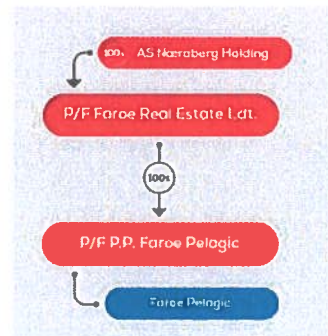 100% AS Næraberg Holding
P/F Faroe Real Estate Ldt.
100%
P/F P.P. Faroe Pelagic
Faroe Pelagic